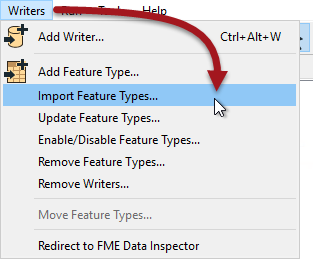 Writers Run Tools Help
Add Writer... Ctrl+Alt+W
Add Feature Type...
Import Feature Types...
Update Feature Types...
Enable/Disable Feature Types...
Remove Feature Types...
Remove Writers...
Move Feature Types...
Redirect to FME Data Inspector